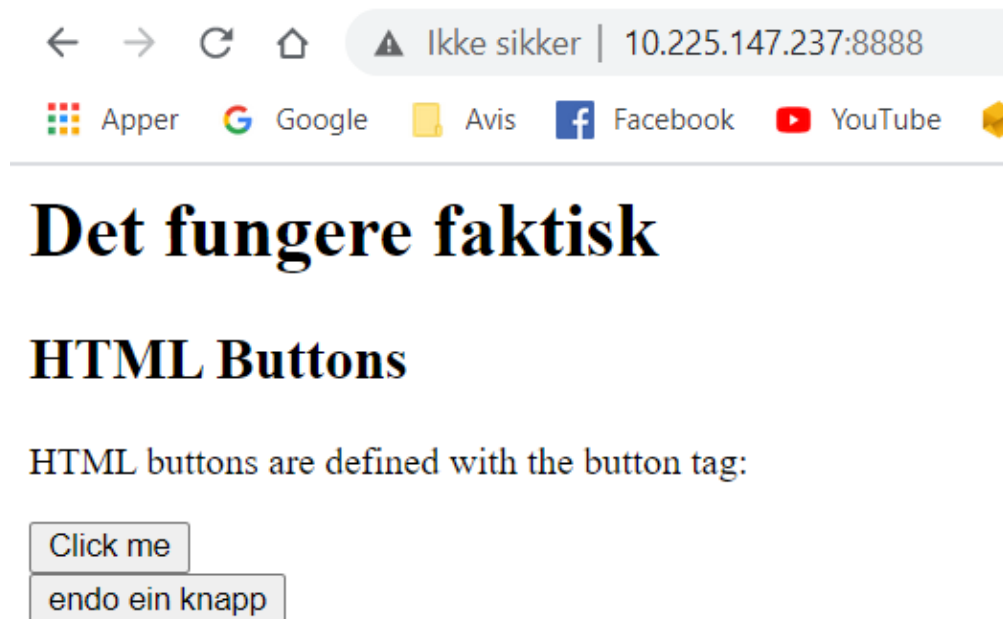 Ikke sikker | 10.225.147.237:8888
Apper Google Avis Facebook YouTube
Det fungere faktisk
HTML Buttons
HTML buttons are defined with the button tag:
Click me
endo ein knapp